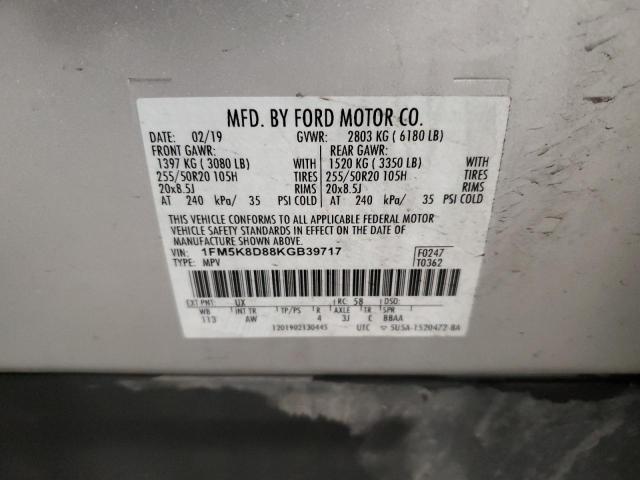 MFD. BY FORD MOTOR CO.
DATE: 02/19 GVWR: 2803 KG ( 6180 LB)
FRONT GAWR: REAR GAWR:
1397 KG ( 3080 LB) WITH 1520 KG ( 3350 LB) WITH
255/50R20 105H TIRES 255/50R20 105H TIRES
20x8.5J RIMS 20x8.5J RIMS
AT 240 kPa/ 35 PSI COLD AT 240 kPa/ 35 PSI COLD
THIS VEHICLE CONFORMS TO ALL APPLICABLE FEDERAL MOTOR
VEHICLE SAFETY STANDARDS IN EFFECT ON THE DATE OF
MANUFACTURE SHOWN ABOVE.
VIN: 1FM5K8D88KGB39717 F0247
TYPE: MPV T0362
EXT PNT: UX RC: 58 DSO:
WB INT TR TP/PS R AXLE TR SPR
113 AW 4 3J C BBAA
1201902130445 UTC